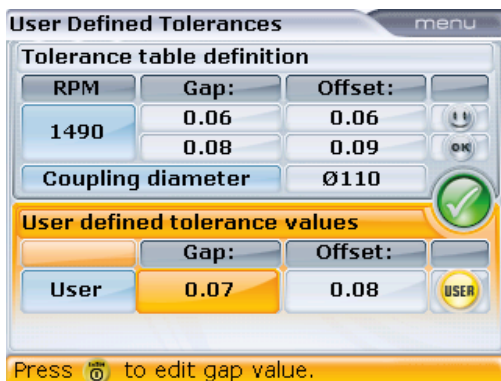 User Defined Tolerances menu
Tolerance table definition
RPM Gap: Offset:
1490 0.06 0.06
0.08 0.09 OK
Coupling diameter Ø110
User defined tolerance values
Gap: Offset:
User 0.07 0.08 USER
Press to edit gap value.